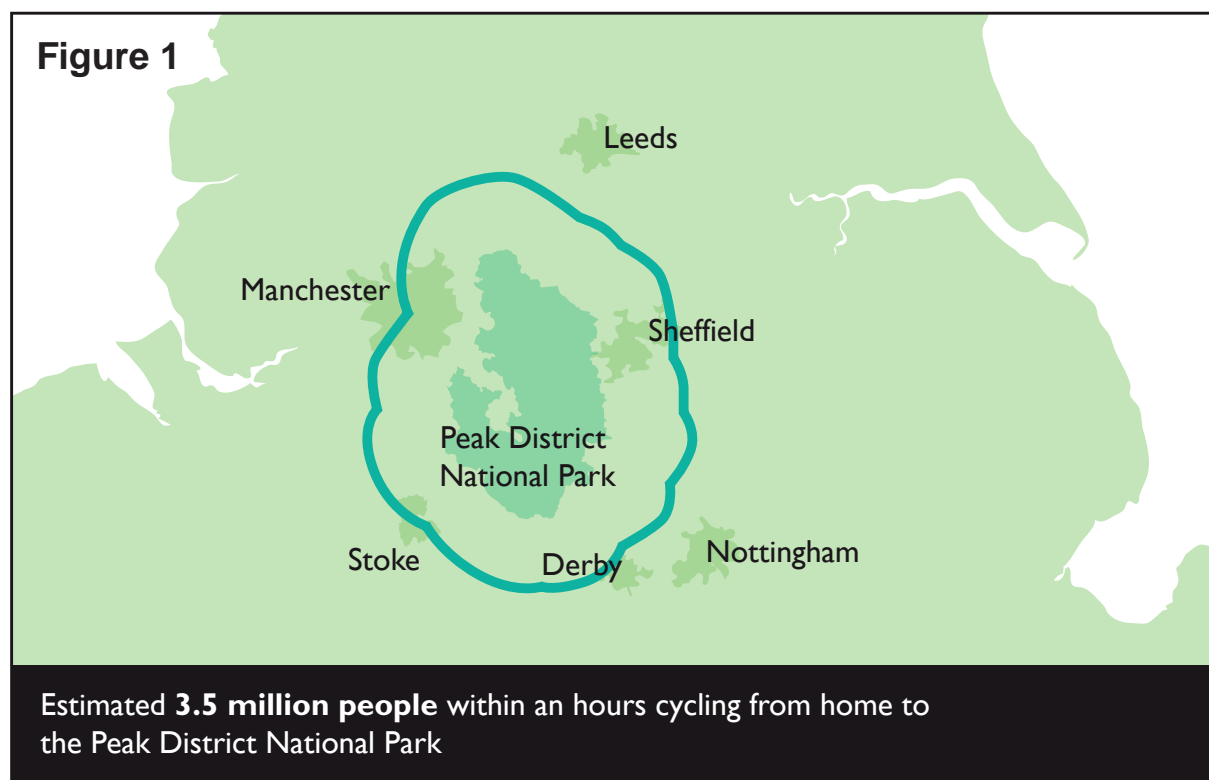 Figure 1
Leeds
Manchester
Sheffield
Peak District
National Park
Stoke
Derby
Nottingham
Estimated 3.5 million people within an hours cycling from home to
the Peak District National Park